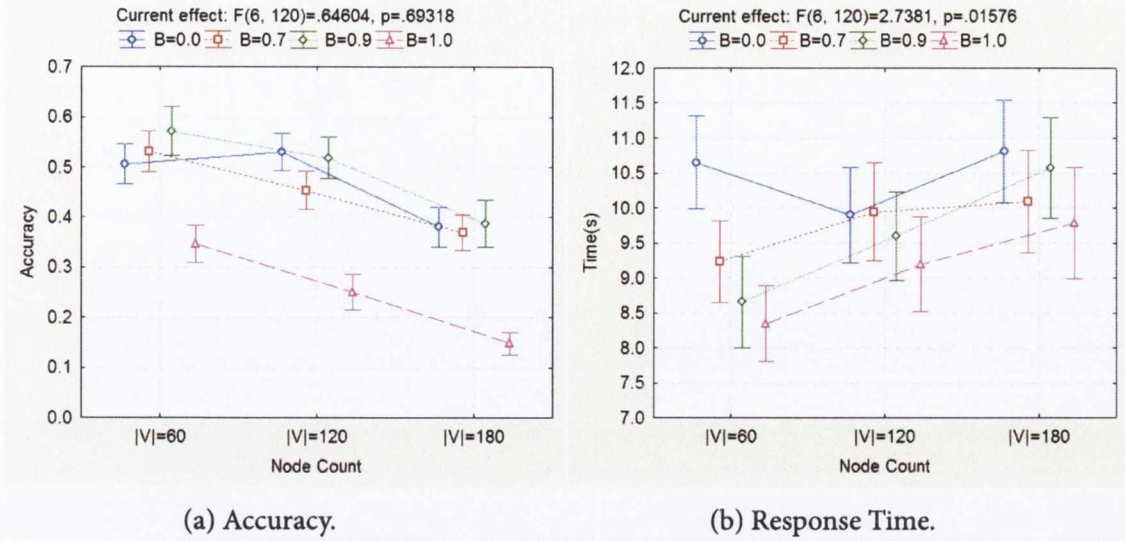 Current effect: F(6, 120)=.64604, p=.69318
B=0.0 B=0.7 B=0.9 B=1.0
0.7
0.6
0.5
0.4
0.3
0.2
0.1
0.0
Accuracy
|V|=60 |V|=120 |V|=180
Node Count
(a) Accuracy.
Current effect: F(6, 120)=2.7381, p=.01576
B=0.0 B=0.7 B=0.9 B=1.0
12.0
11.5
11.0
10.5
10.0
9.5
9.0
8.5
8.0
7.5
7.0
Time(s)
|V|=60 |V|=120 |V|=180
Node Count
(b) Response Time.